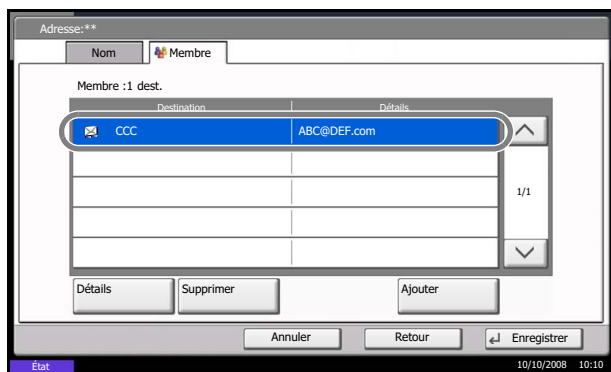 Adresse:**
Nom Membre
Membre :1 dest.
Destination Détails
CCC ABC@DEF.com
1/1
Détails Supprimer Ajouter
Annuler Retour Enregistrer
État 10/10/2008 10:10